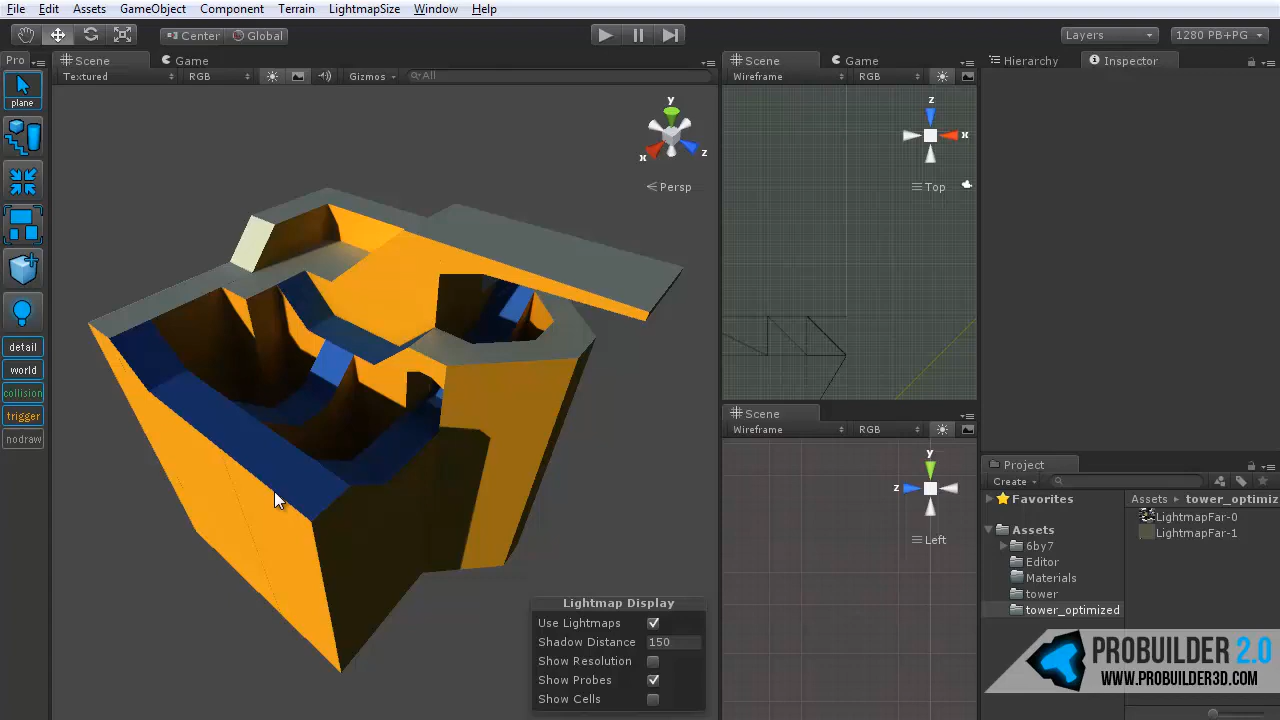 File Edit Assets GameObject Component Terrain LightmapSize Window Help
Center Global Layers 1280 PB+PG
Pro Scene Game Scene Game Hierarchy Inspector
Textured RGB Gizmos All Wireframe RGB
plane
y
x
z
Persp
z
x
Top
detail
world
collision
trigger
nodraw
Scene
Wireframe RGB
y
z
Left
Lightmap Display
Use Lightmaps
Shadow Distance 150
Show Resolution
Show Probes
Show Cells
Project
Create
Favorites
Assets
6by7
Editor
Materials
tower
tower_optimized
Assets tower_optimiz
LightmapFar-0
LightmapFar-1
PROBUILDER 2.0
WWW.PROBUILDER3D.COM